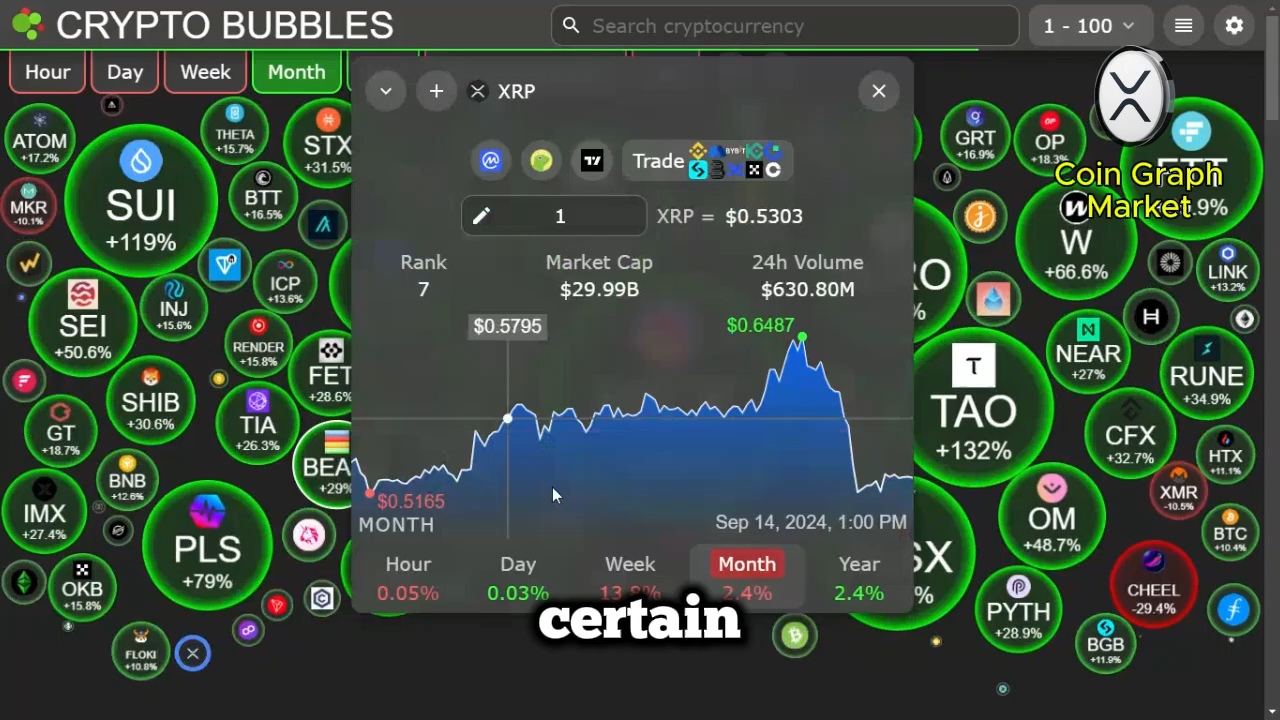 CRYPTO BUBBLES
Search cryptocurrency
1 - 100
Hour
Day
Week
Month
XRP
Trade
BYBIT
1
XRP = $0.5303
Rank
Market Cap
24h Volume
7
$29.99B
$630.80M
$0.5795
$0.6487
$0.5165
MONTH
Sep 14, 2024, 1:00 PM
Hour
Day
Week
Month
Year
0.05%
0.03%
13.8%
2.4%
2.4%
certain
Coin Graph
Market
ATOM
+17.2%
THETA
+15.7%
STX
+31.5%
SUI
+119%
MKR
-10.1%
BTT
+16.5%
ICP
+13.6%
INJ
+15.6%
SEI
+50.6%
RENDER
+15.8%
FET
+28.6%
SHIB
+30.6%
TIA
+26.3%
GT
+18.7%
BNB
+12.6%
BEA
+29%
IMX
+27.4%
PLS
+79%
OKB
+15.8%
FLOKI
+10.8%
GRT
+16.9%
OP
+18.3%
W
+66.6%
LINK
+13.2%
NEAR
+27%
RUNE
+34.9%
TAO
+132%
CFX
+32.7%
HTX
+11.1%
XMR
-10.5%
OM
+48.7%
BTC
+10.4%
CHEEL
-29.4%
PYTH
+28.9%
BGB
+11.9%